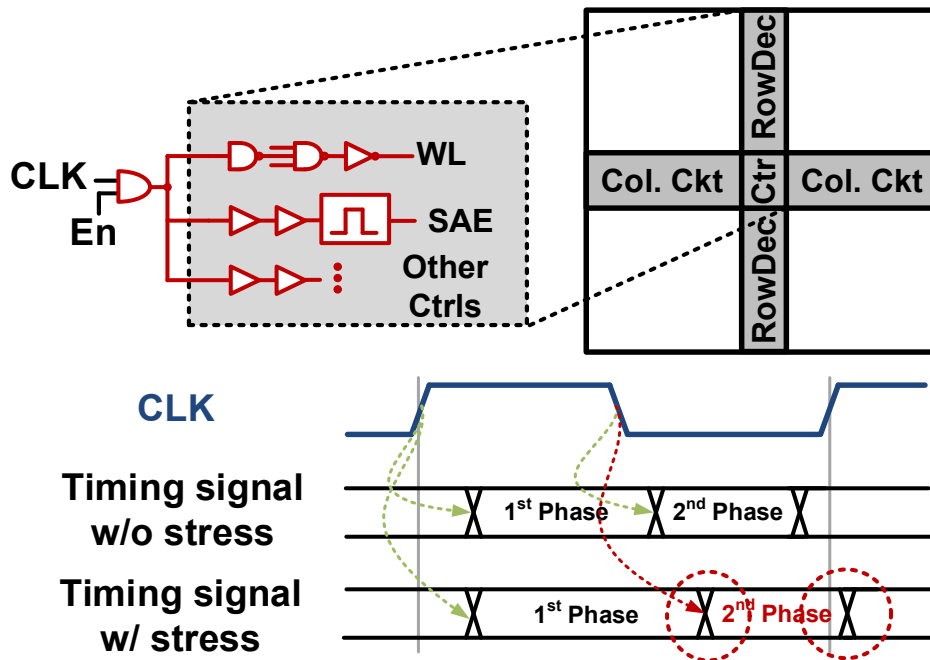 CLK
En
WL
SAE
Other
Ctrls
RowDec
Col. Ckt
Ctr
Col. Ckt
RowDec
CLK
Timing signal
w/o stress
1st Phase
2nd Phase
Timing signal
w/ stress
1st Phase
2nd Phase